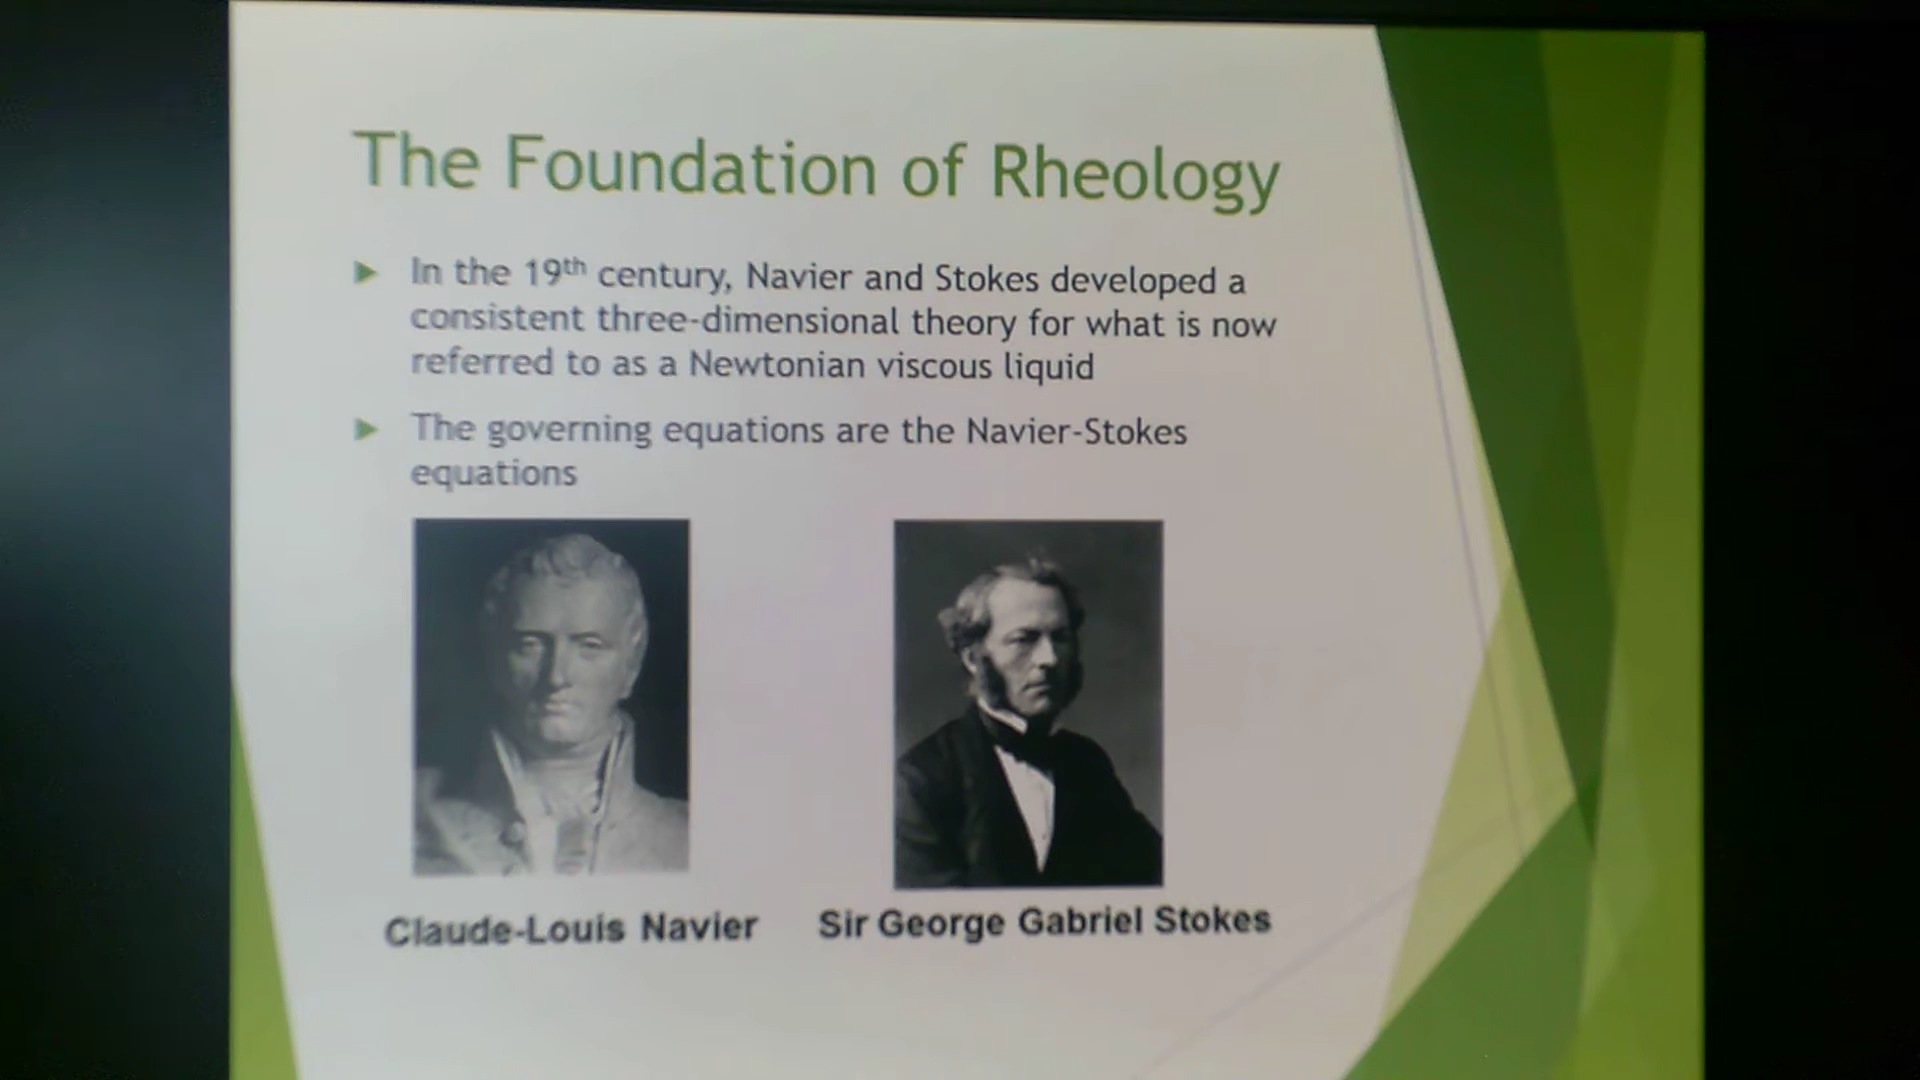 The Foundation of Rheology
In the 19th century, Navier and Stokes developed a
consistent three-dimensional theory for what is now
referred to as a Newtonian viscous liquid
The governing equations are the Navier-Stokes
equations
Claude-Louis Navier
Sir George Gabriel Stokes